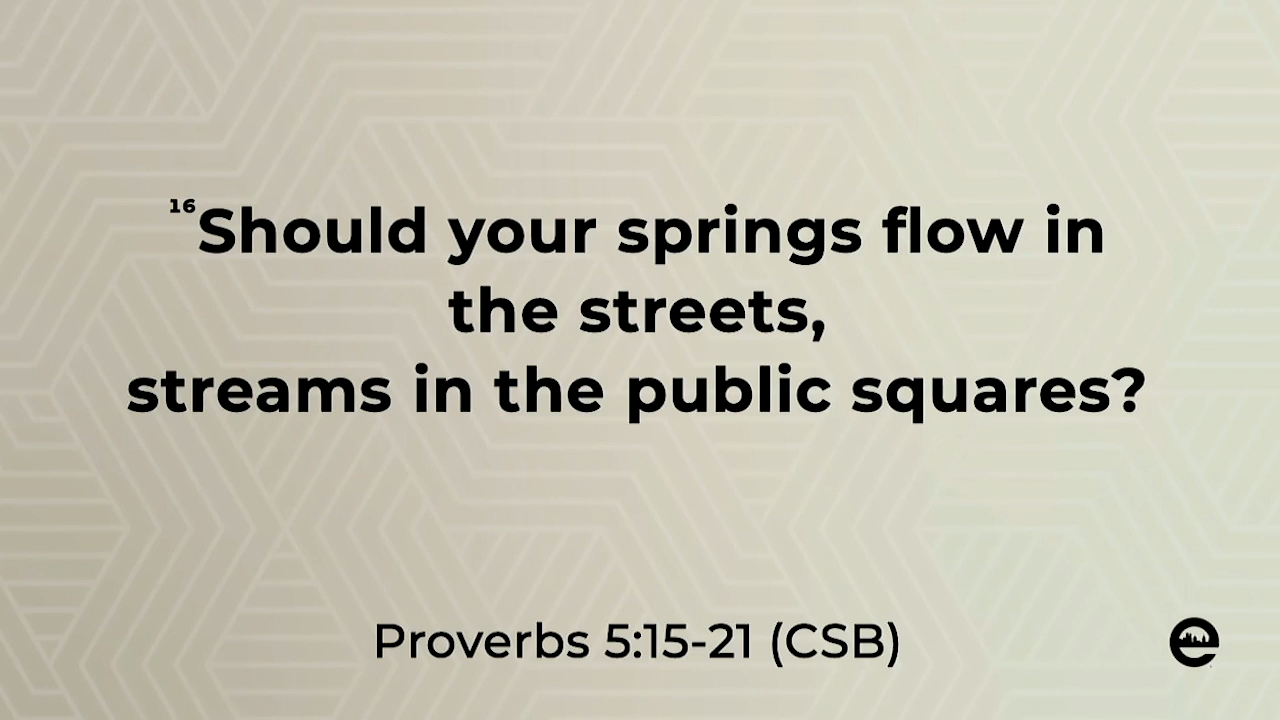 ¹⁶Should your springs flow in
the streets,
streams in the public squares?
Proverbs 5:15-21 (CSB)